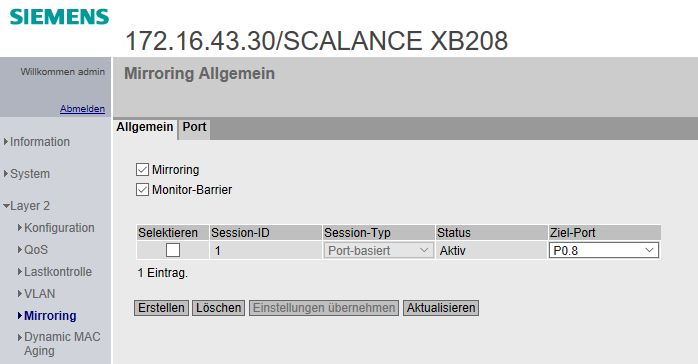 SIEMENS
172.16.43.30/SCALANCE XB208
Willkommen admin
Mirroring Allgemein
Abmelden
Allgemein Port
Information
System
Layer 2
Konfiguration
QoS
Lastkontrolle
VLAN
Mirroring
Dynamic MAC
Aging
Mirroring
Monitor-Barrier
Selektieren Session-ID Session-Typ Status Ziel-Port
1 Port-basiert Aktiv P0.8
1 Eintrag.
Erstellen Löschen Einstellungen übernehmen Aktualisieren